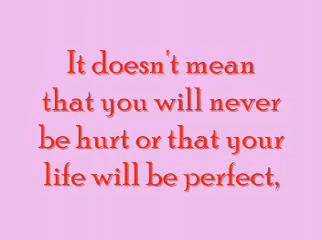 It doesn't mean
that you will never
be hurt or that your
life will be perfect,